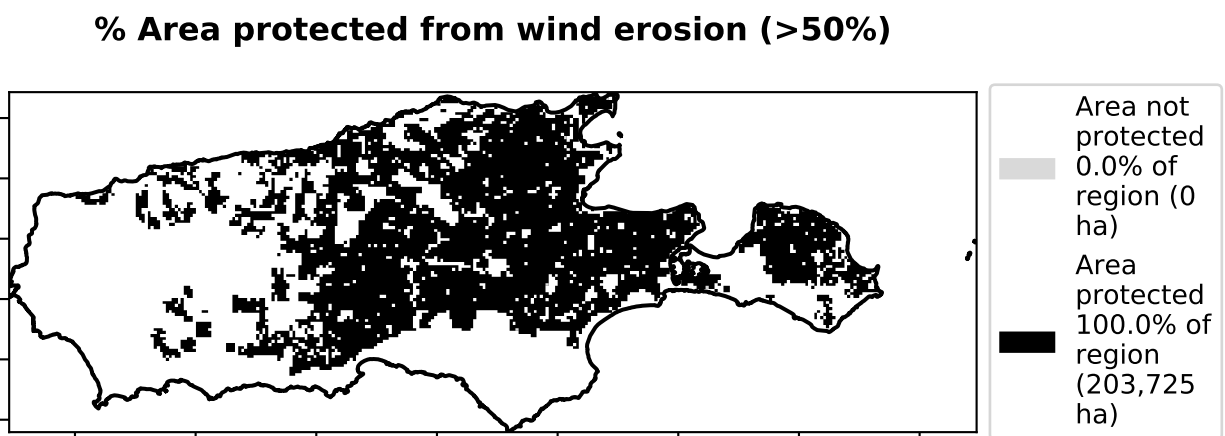 % Area protected from wind erosion (>50%)
Area not
protected
0.0% of
region (0
ha)
Area
protected
100.0% of
region
(203,725
ha)